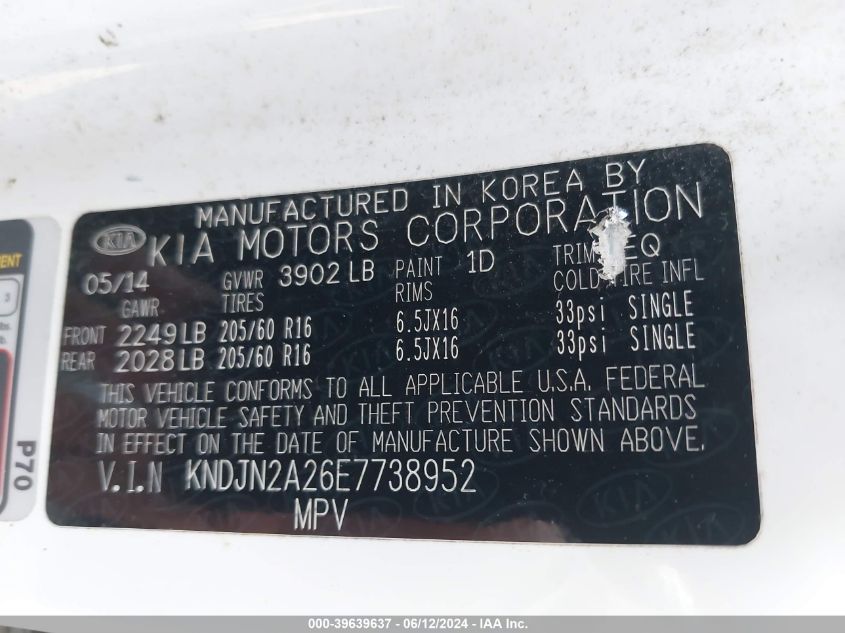 MANUFACTURED IN KOREA BY
KIA KIA MOTORS CORPORATION
05/14 GVWR 3902 LB PAINT 1D TRIM EQ
GAWR TIRES RIMS COLD TIRE INFL
FRONT 2249 LB 205/60 R16 6.5JX16 33psi SINGLE
REAR 2028 LB 205/60 R16 6.5JX16 33psi SINGLE
THIS VEHICLE CONFORMS TO ALL APPLICABLE U.S.A. FEDERAL
MOTOR VEHICLE SAFETY AND THEFT PREVENTION STANDARDS
IN EFFECT ON THE DATE OF MANUFACTURE SHOWN ABOVE.
V.I.N KNDJN2A26E7738952
MPV
P70
000-39639637 - 06/12/2024 - IAA Inc.